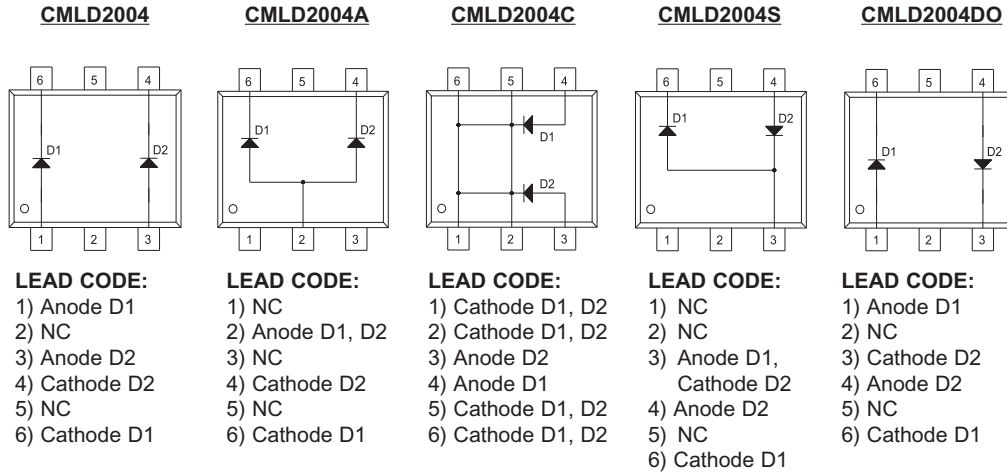 CMLD2004
CMLD2004A
CMLD2004C
CMLD2004S
CMLD2004DO
6 5 4
D1 D2
1 2 3
6 5 4
D1 D2
1 2 3
6 5 4
D1
D2
1 2 3
6 5 4
D1 D2
1 2 3
6 5 4
D1 D2
1 2 3
LEAD CODE:
1) Anode D1
2) NC
3) Anode D2
4) Cathode D2
5) NC
6) Cathode D1
LEAD CODE:
1) NC
2) Anode D1, D2
3) NC
4) Cathode D2
5) NC
6) Cathode D1
LEAD CODE:
1) Cathode D1, D2
2) Cathode D1, D2
3) Anode D2
4) Anode D1
5) Cathode D1, D2
6) Cathode D1, D2
LEAD CODE:
1) NC
2) NC
3) Anode D1,
Cathode D2
4) Anode D2
5) NC
6) Cathode D1
LEAD CODE:
1) Anode D1
2) NC
3) Cathode D2
4) Anode D2
5) NC
6) Cathode D1